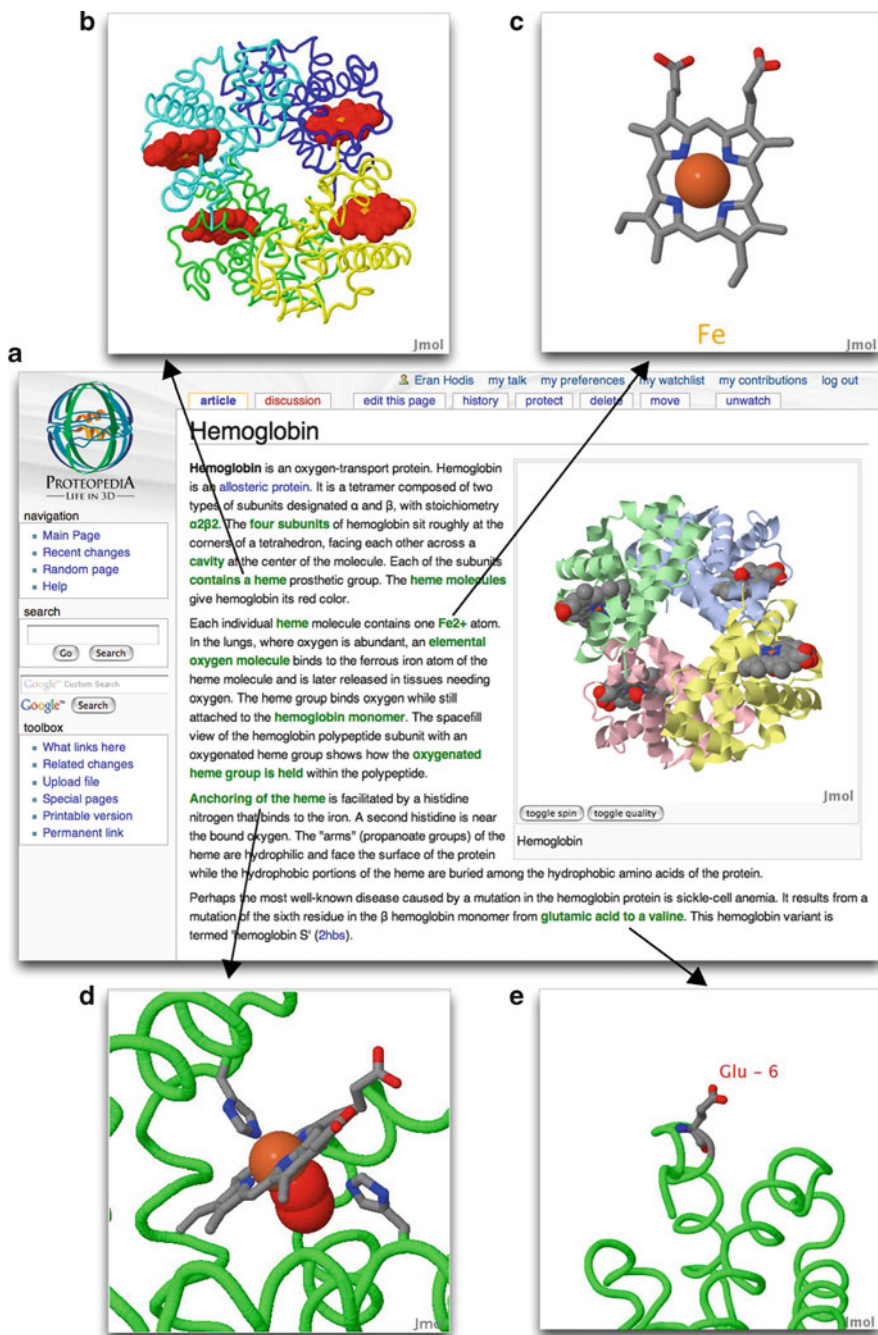 b
c
Jmol
Fe
Jmol
a
Eran Hodis my talk my preferences my watchlist my contributions log out
article discussion edit this page history protect delete move unwatch
PROTEOPEDIA
LIFE IN 3D
navigation
Main Page
Recent changes
Random page
Help
search
Go Search
Google™ Custom Search
Google™ Search
toolbox
What links here
Related changes
Upload file
Special pages
Printable version
Permanent link
Hemoglobin
Hemoglobin is an oxygen-transport protein. Hemoglobin
is an allosteric protein. It is a tetramer composed of two
types of subunits designated α and β, with stoichiometry
α2β2. The four subunits of hemoglobin sit roughly at the
corners of a tetrahedron, facing each other across a
cavity at the center of the molecule. Each of the subunits
contains a heme prosthetic group. The heme molecules
give hemoglobin its red color.
Each individual heme molecule contains one Fe2+ atom.
In the lungs, where oxygen is abundant, an elemental
oxygen molecule binds to the ferrous iron atom of the
heme molecule and is later released in tissues needing
oxygen. The heme group binds oxygen while still
attached to the hemoglobin monomer. The spacefill
view of the hemoglobin polypeptide subunit with an
oxygenated heme group shows how the oxygenated
heme group is held within the polypeptide.
Anchoring of the heme is facilitated by a histidine
nitrogen that binds to the iron. A second histidine is near
the bound oxygen. The "arms" (propanoate groups) of the
heme are hydrophilic and face the surface of the protein
while the hydrophobic portions of the heme are buried among the hydrophobic amino acids of the protein.
Perhaps the most well-known disease caused by a mutation in the hemoglobin protein is sickle-cell anemia. It results from a
mutation of the sixth residue in the β hemoglobin monomer from glutamic acid to a valine. This hemoglobin variant is
termed 'hemoglobin S' (2hbs).
Jmol
toggle spin toggle quality
Hemoglobin
d
e
Jmol
Glu - 6
Jmol